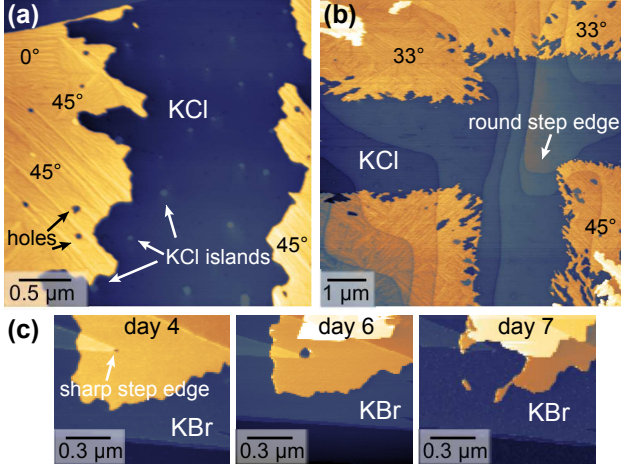 (a)
0°
45°
45°
KCl
holes
KCl islands
45°
0.5 µm
(b)
33°
33°
round step edge
KCl
45°
1 µm
(c)
day 4
sharp step edge
KBr
0.3 µm
day 6
KBr
0.3 µm
day 7
KBr
0.3 µm